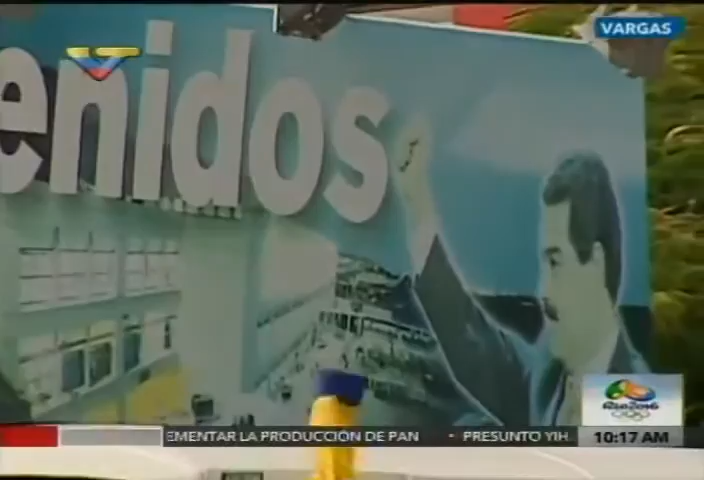 VARGAS
enidos
Rio2016
EMENTAR LA PRODUCCIÓN DE PAN • PRESUNTO YIH
10:17 AM